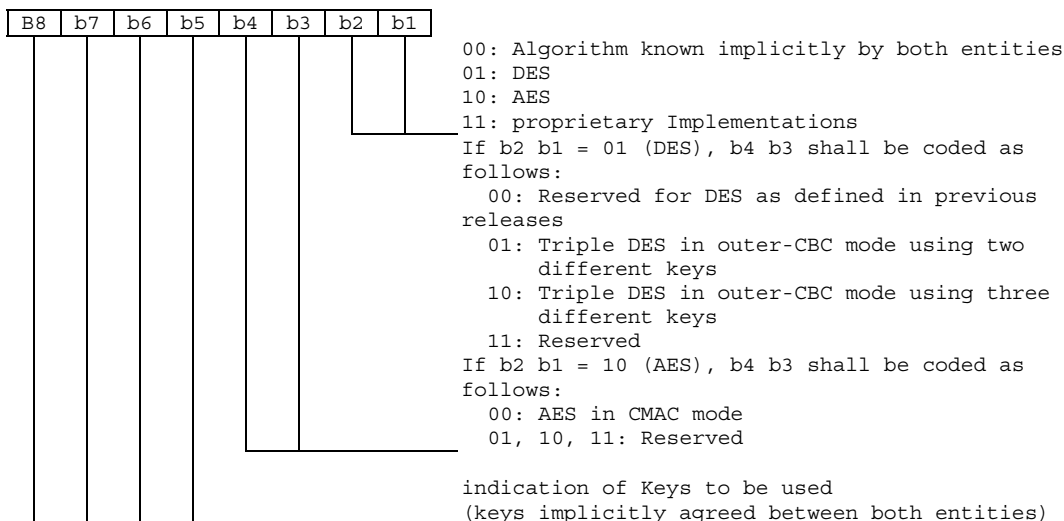 B8 b7 b6 b5 b4 b3 b2 b1
00: Algorithm known implicitly by both entities
01: DES
10: AES
11: proprietary Implementations
If b2 b1 = 01 (DES), b4 b3 shall be coded as
follows:
00: Reserved for DES as defined in previous
releases
01: Triple DES in outer-CBC mode using two
different keys
10: Triple DES in outer-CBC mode using three
different keys
11: Reserved
If b2 b1 = 10 (AES), b4 b3 shall be coded as
follows:
00: AES in CMAC mode
01, 10, 11: Reserved
indication of Keys to be used
(keys implicitly agreed between both entities)